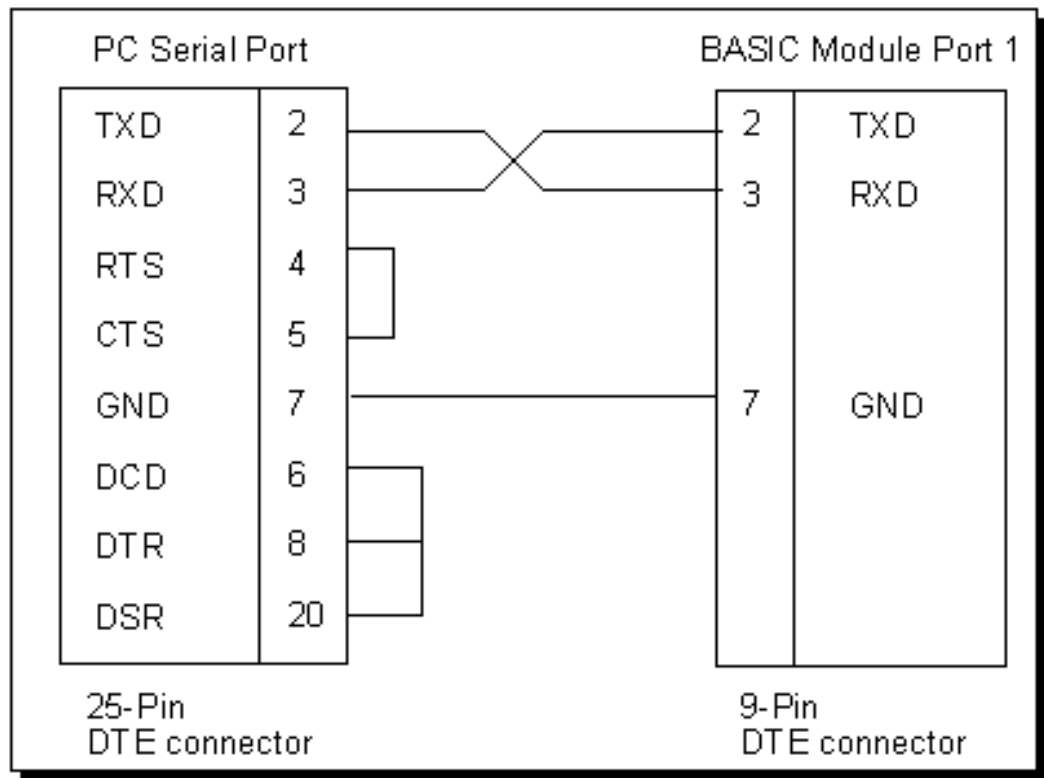 PC Serial Port BASIC Module Port 1
TXD 2 2 TXD
RXD 3 3 RXD
RTS 4
CTS 5
GND 7 7 GND
DCD 6
DTR 8
DSR 20
25-Pin 9-Pin
DTE connector DTE connector